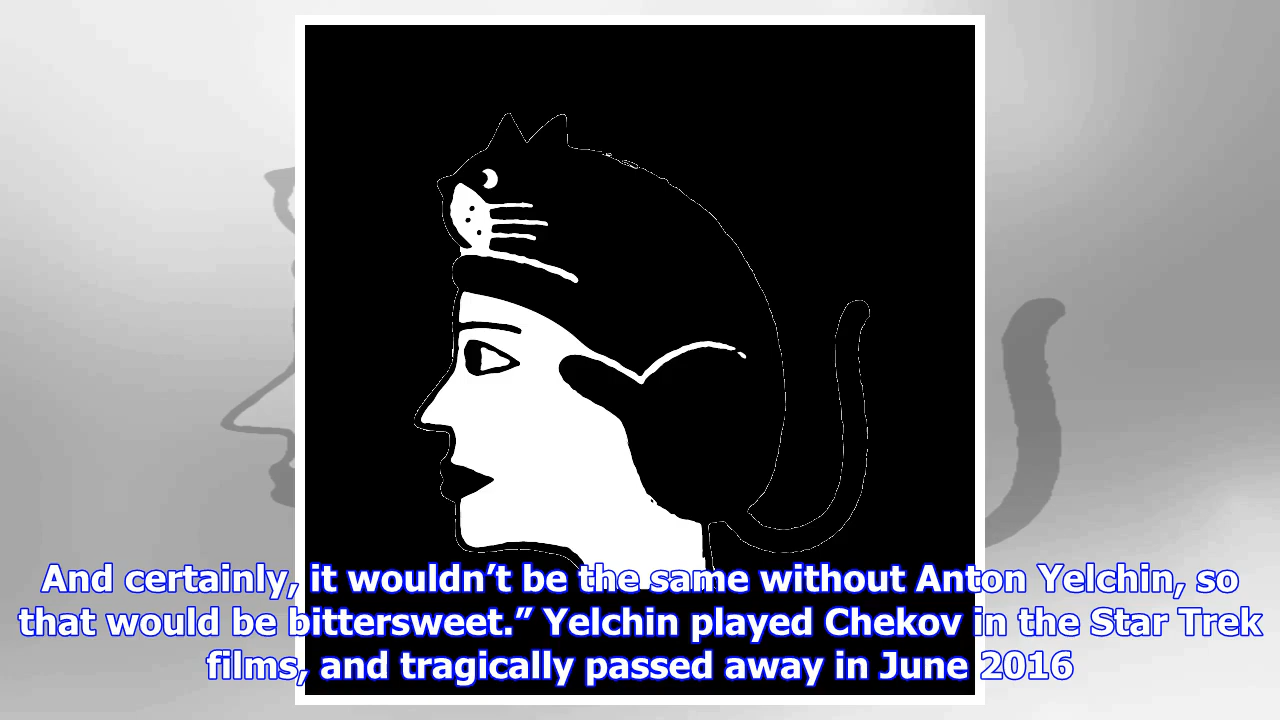 And certainly, it wouldn’t be the same without Anton Yelchin, so
that would be bittersweet.” Yelchin played Chekov in the Star Trek
films, and tragically passed away in June 2016